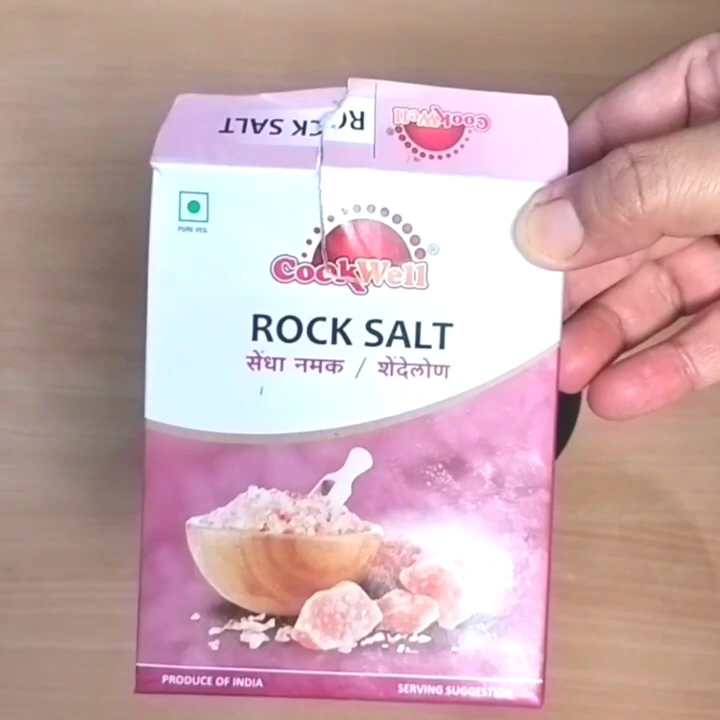 ROCK SALT
CookWell®
PURE VEG.
CookWell®
ROCK SALT
सेंधा नमक / शेंदेलोण
PRODUCE OF INDIA
SERVING SUGGESTION